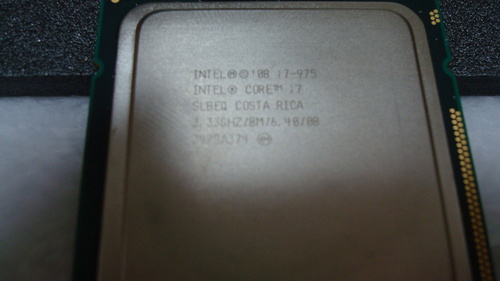 INTEL®©'08 i7-975
INTEL® CORE™ i7
SLBEQ COSTA RICA
3.33GHZ/8M/6.40/08